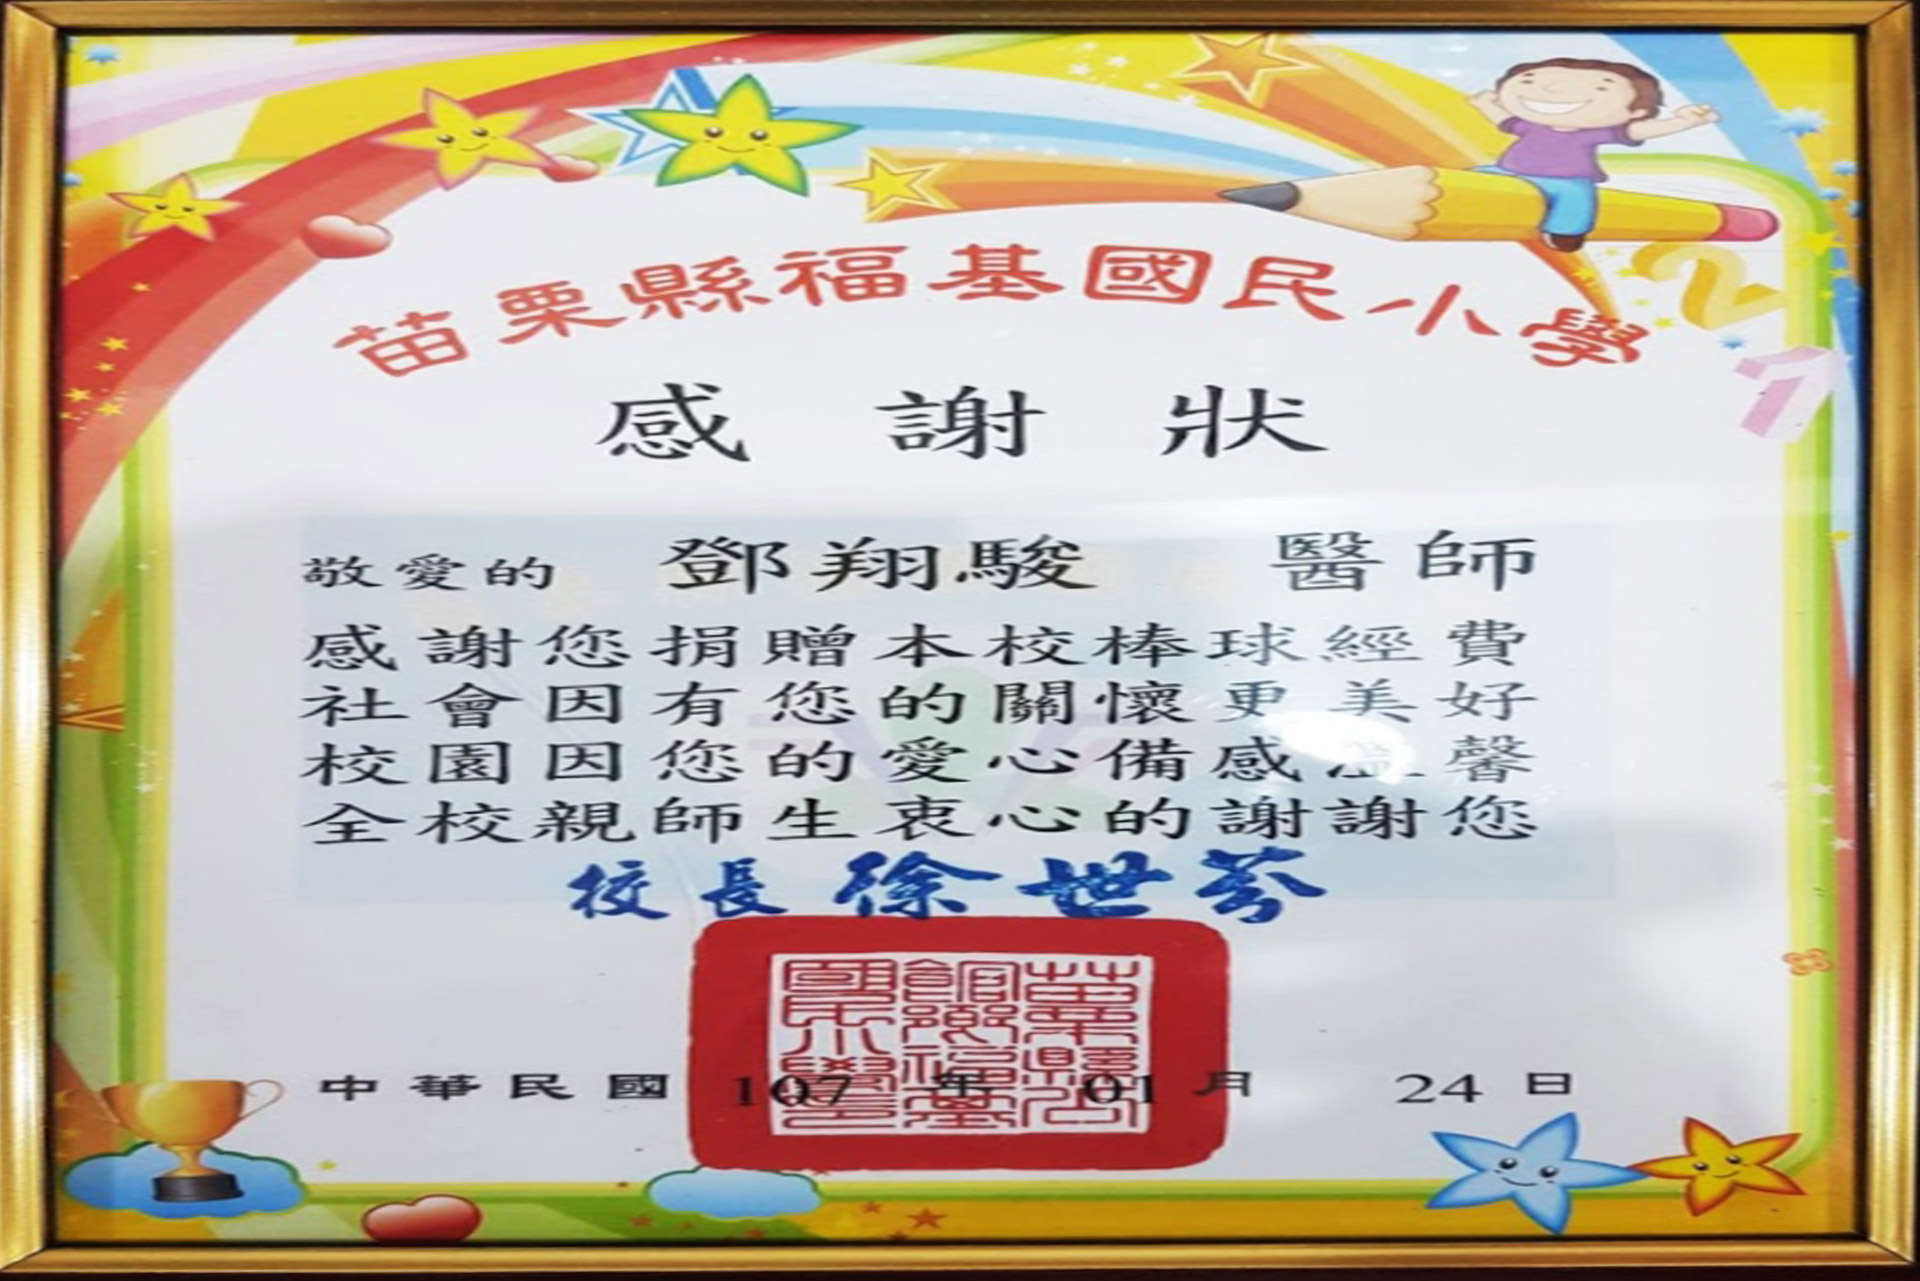 苗栗縣福基國民小學
感謝狀
敬愛的 鄧翔駿 醫師
感謝您捐贈本校棒球經費
社會因有您的關懷更美好
校園因您的愛心備感溫馨
全校親師生衷心的謝謝您
校長 徐世芬
中華民國 107 年 01 月 24 日
2
1